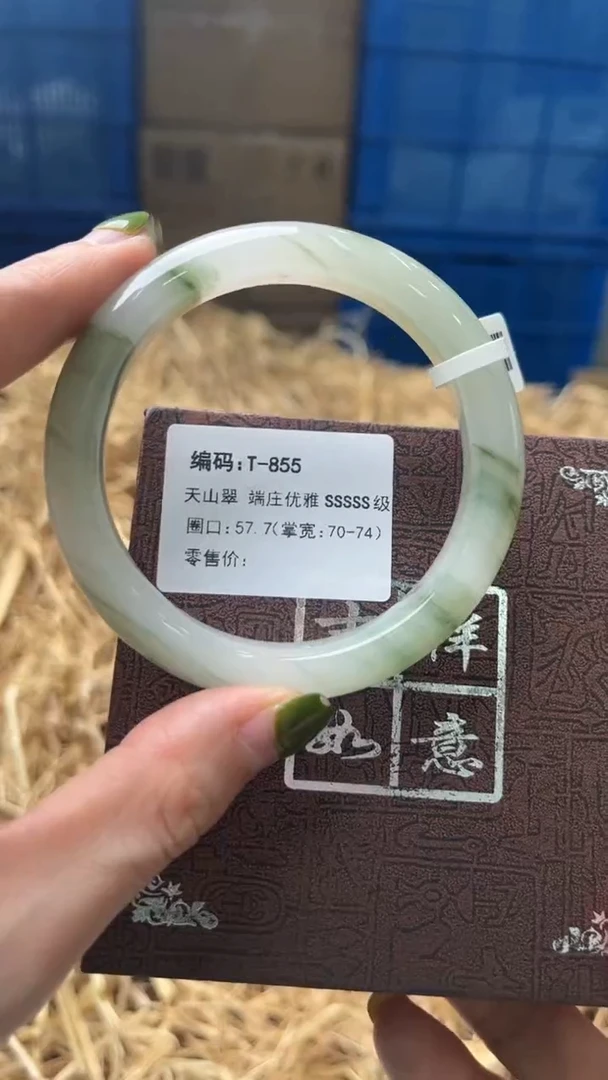 编码:T-855
天山翠 端庄优雅 SSSSS级
圈口:57.7(掌宽:70-74)
零售价:
吉祥
如意